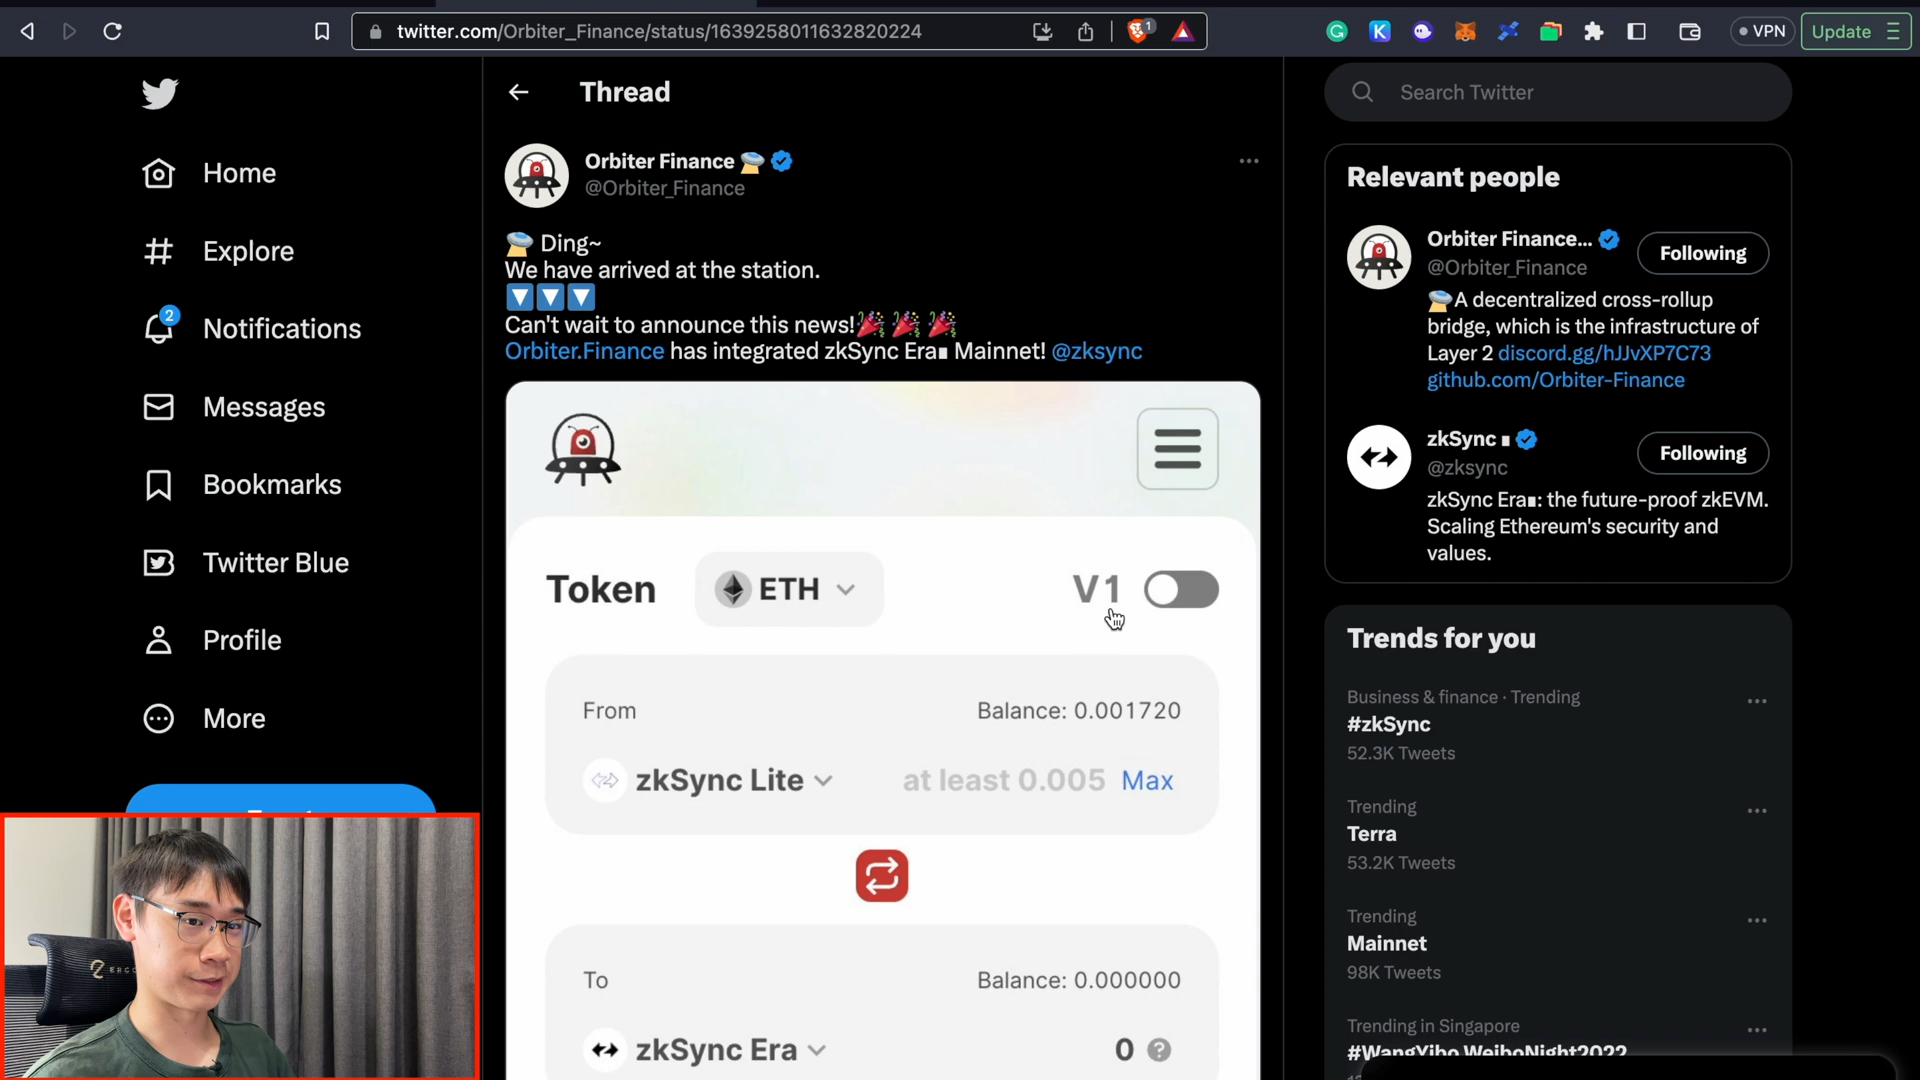 twitter.com/Orbiter_Finance/status/1639258011632820224
1
VPN
Update
Home
Explore
2
Notifications
Messages
Bookmarks
Twitter Blue
Profile
More
Thread
Orbiter Finance
@Orbiter_Finance
Ding~
We have arrived at the station.
Can't wait to announce this news!
Orbiter.Finance has integrated zkSync Era∎ Mainnet! @zksync
Token
ETH
V1
From
Balance: 0.001720
zkSync Lite
at least 0.005 Max
To
Balance: 0.000000
zkSync Era
0
Search Twitter
Relevant people
Orbiter Finance...
@Orbiter_Finance
Following
A decentralized cross-rollup
bridge, which is the infrastructure of
Layer 2 discord.gg/hJJvXP7C73
github.com/Orbiter-Finance
zkSync ∎
@zksync
Following
zkSync Era∎: the future-proof zkEVM.
Scaling Ethereum's security and
values.
Trends for you
Business & finance · Trending
#zkSync
52.3K Tweets
Trending
Terra
53.2K Tweets
Trending
Mainnet
98K Tweets
Trending in Singapore
#WangYibo WeiboNight2022